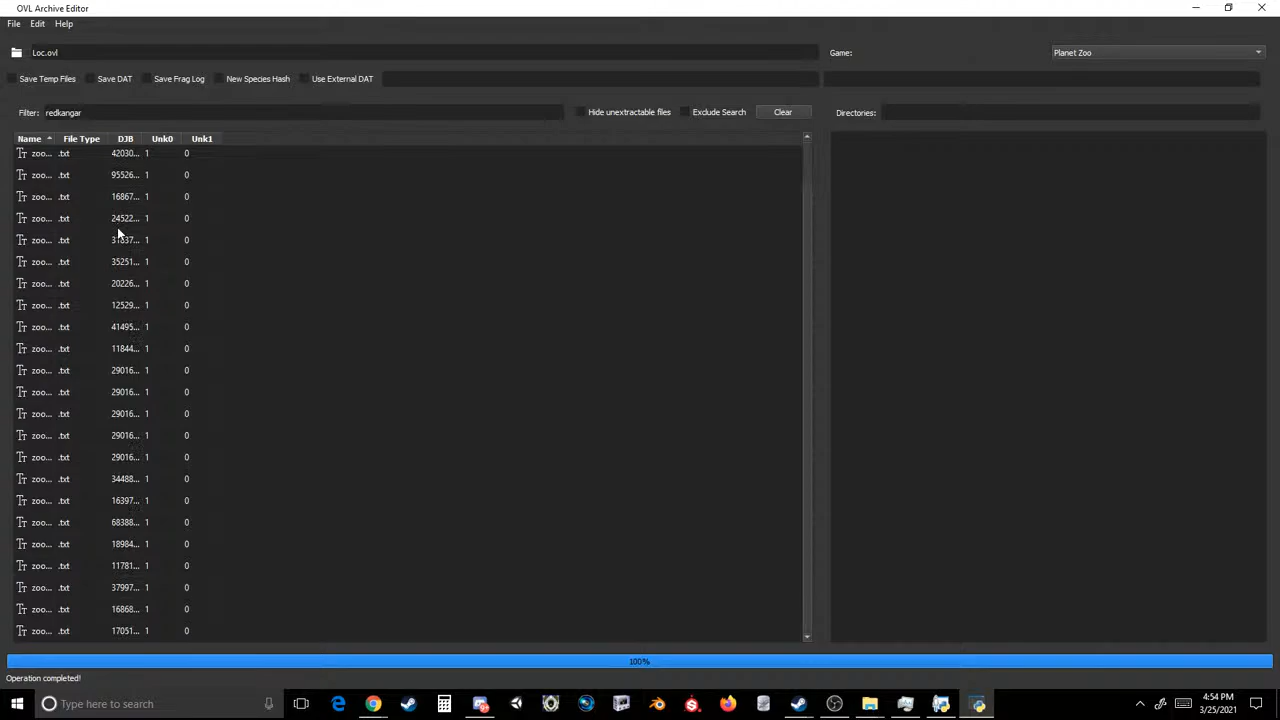 OVL Archive Editor
File Edit Help
Loc.ovl Game: Planet Zoo
Save Temp Files Save DAT Save Frag Log New Species Hash Use External DAT
Filter: redkangar Hide unextractable files Exclude Search Clear Directories:
Name File Type DJB Unk0 Unk1
zoo... .txt 42030... 1 0
zoo... .txt 95526... 1 0
zoo... .txt 16867... 1 0
zoo... .txt 24522... 1 0
zoo... .txt 1 0
zoo... .txt 35251... 1 0
zoo... .txt 20226... 1 0
zoo... .txt 12529... 1 0
zoo... .txt 41495... 1 0
zoo... .txt 11844... 1 0
zoo... .txt 29016... 1 0
zoo... .txt 29016... 1 0
zoo... .txt 29016... 1 0
zoo... .txt 29016... 1 0
zoo... .txt 29016... 1 0
zoo... .txt 34488... 1 0
zoo... .txt 16397... 1 0
zoo... .txt 68388... 1 0
zoo... .txt 18984... 1 0
zoo... .txt 11781... 1 0
zoo... .txt 37997... 1 0
zoo... .txt 16868... 1 0
zoo... .txt 17051... 1 0
100%
Operation completed!
Type here to search
4:54 PM
3/25/2021